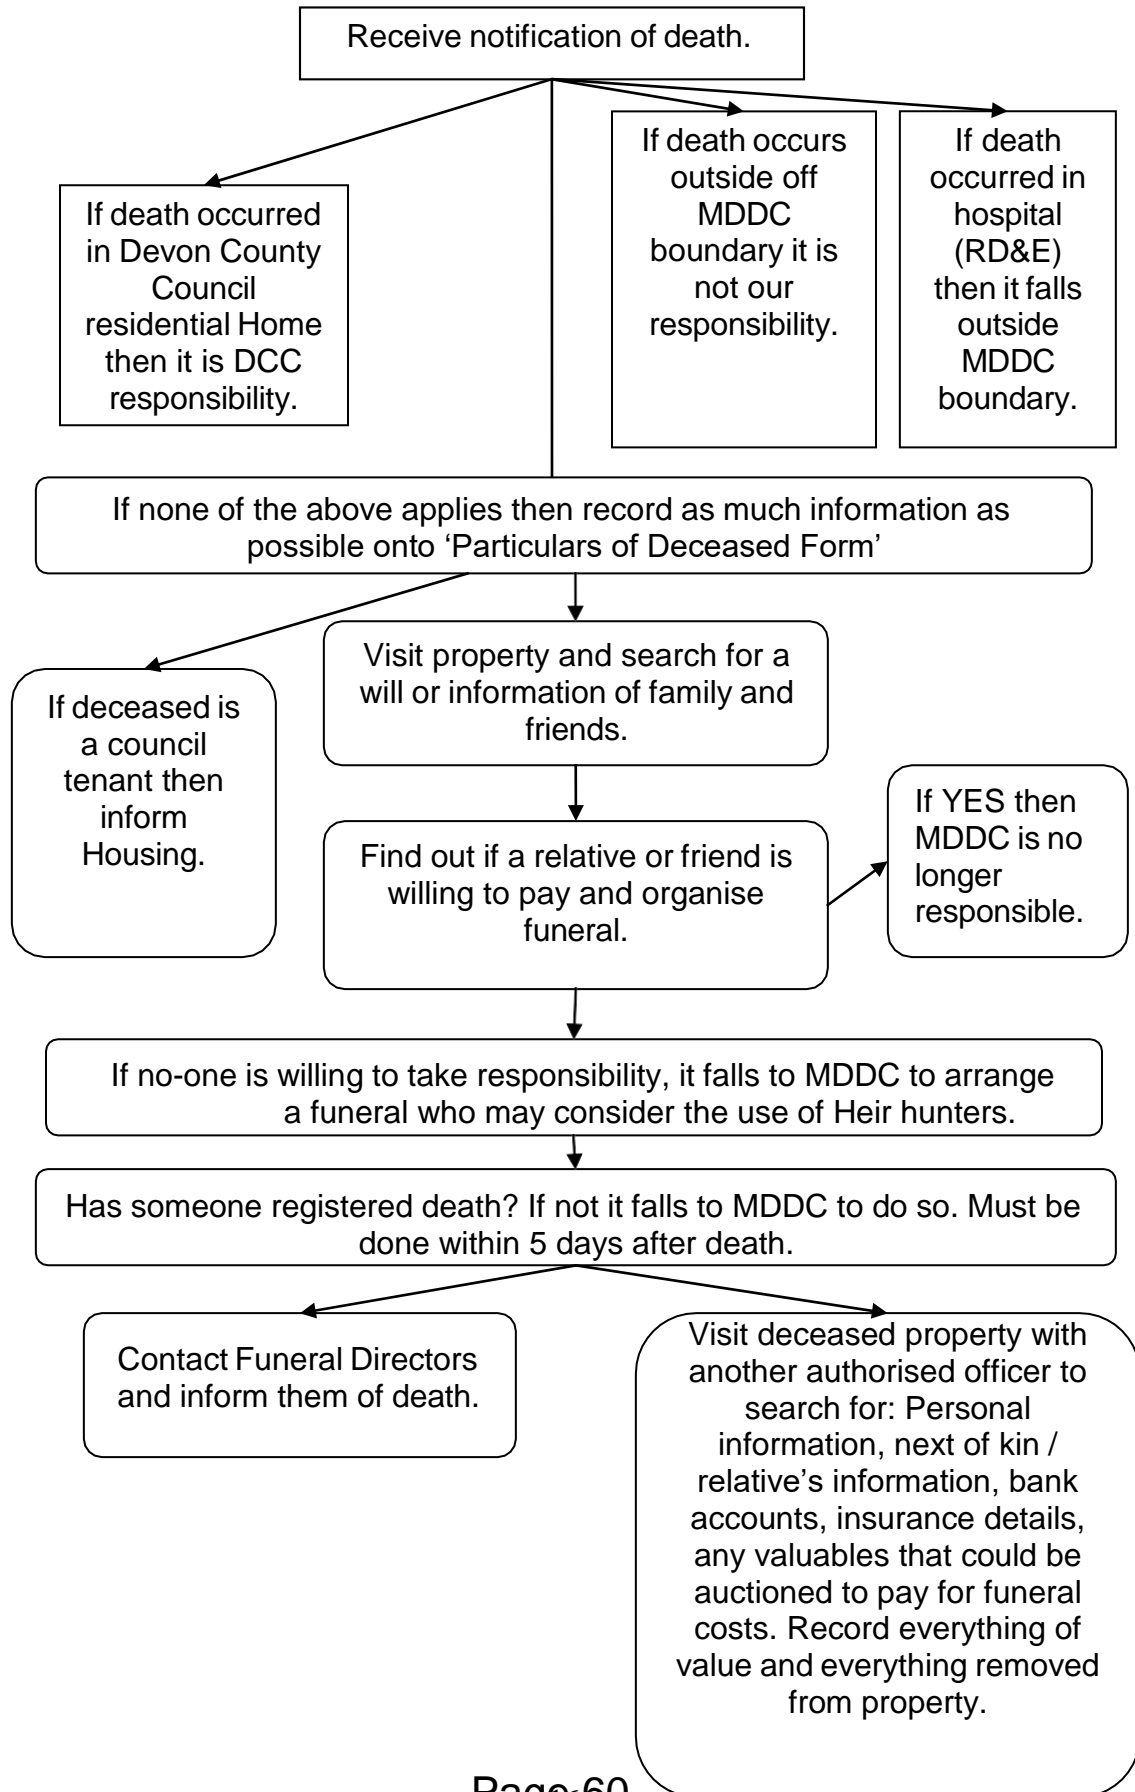 Receive notification of death.
If death occurred
in Devon County
Council
residential Home
then it is DCC
responsibility.
If death occurs
outside off
MDDC
boundary it is
not our
responsibility.
If death
occurred in
hospital
(RD&E)
then it falls
outside
MDDC
boundary.
If none of the above applies then record as much information as
possible onto ‘Particulars of Deceased Form’
If deceased is
a council
tenant then
inform
Housing.
Visit property and search for a
will or information of family and
friends.
Find out if a relative or friend is
willing to pay and organise
funeral.
If YES then
MDDC is no
longer
responsible.
If no-one is willing to take responsibility, it falls to MDDC to arrange
a funeral who may consider the use of Heir hunters.
Has someone registered death? If not it falls to MDDC to do so. Must be
done within 5 days after death.
Contact Funeral Directors
and inform them of death.
Visit deceased property with
another authorised officer to
search for: Personal
information, next of kin /
relative’s information, bank
accounts, insurance details,
any valuables that could be
auctioned to pay for funeral
costs. Record everything of
value and everything removed
from property.
Page 60